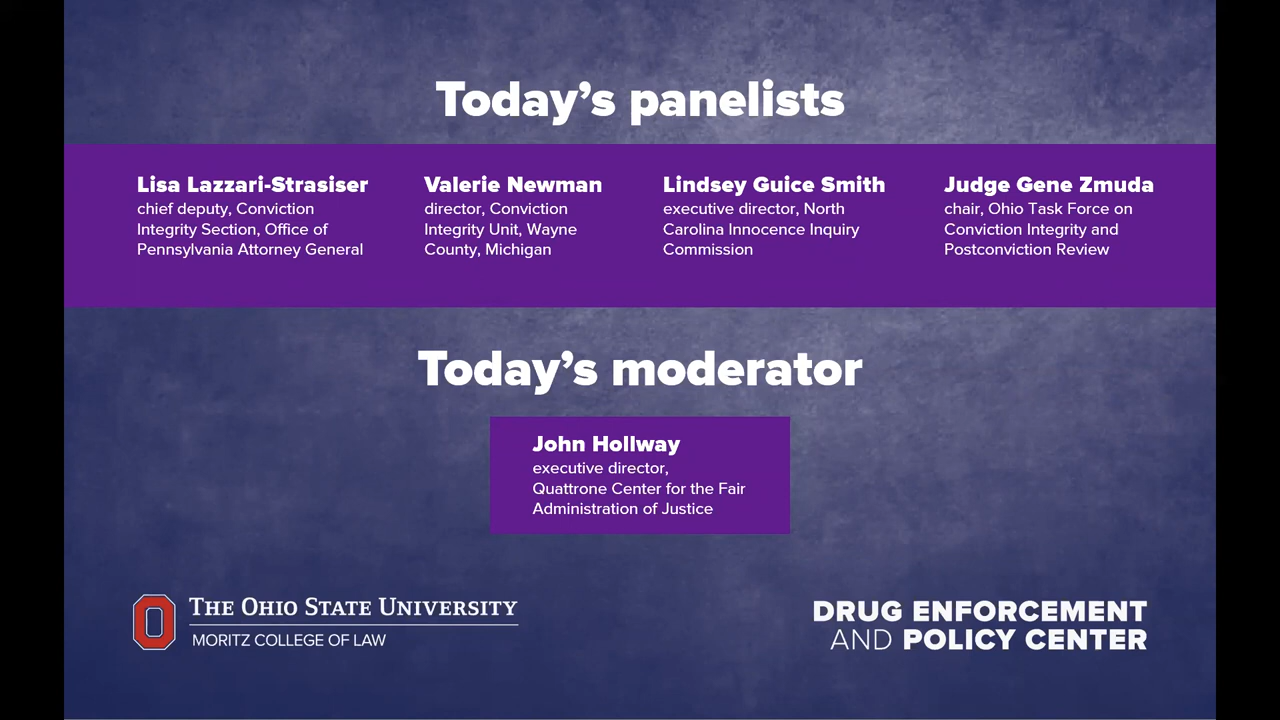 Today's panelists
Lisa Lazzari-Strasiser
chief deputy, Conviction
Integrity Section, Office of
Pennsylvania Attorney General
Valerie Newman
director, Conviction
Integrity Unit, Wayne
County, Michigan
Lindsey Guice Smith
executive director, North
Carolina Innocence Inquiry
Commission
Judge Gene Zmuda
chair, Ohio Task Force on
Conviction Integrity and
Postconviction Review
Today's moderator
John Hollway
executive director,
Quattrone Center for the Fair
Administration of Justice
THE OHIO STATE UNIVERSITY
MORITZ COLLEGE OF LAW
DRUG ENFORCEMENT
AND POLICY CENTER